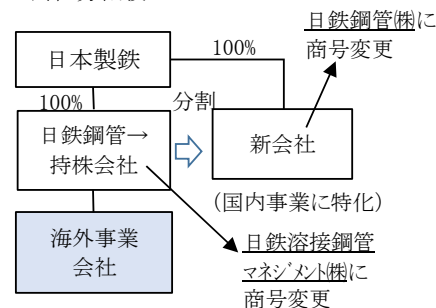 日鉄鋼管㈱に
商号変更
日本製鉄
100%
100%
分割
日鉄鋼管→
持株会社
新会社
(国内事業に特化)
海外事業
会社
日鉄溶接鋼管
マネジメント㈱に
商号変更